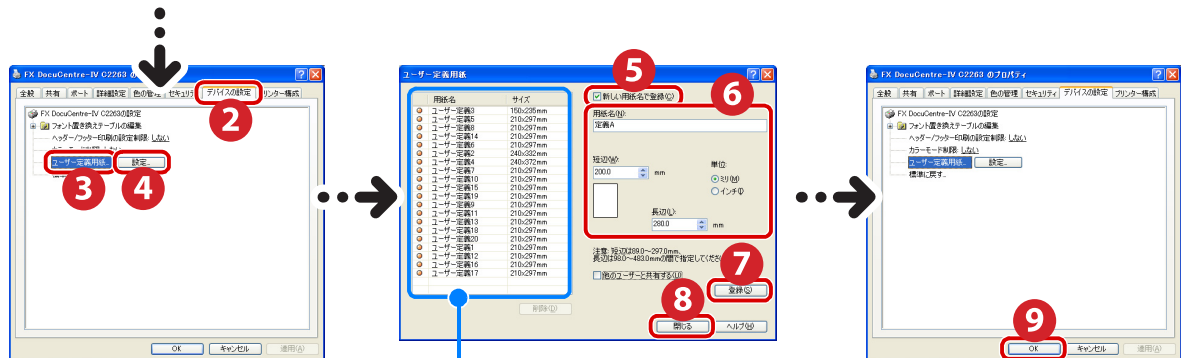 FX DocuCentre-IV C2263 の
全般 共有 ポート 詳細設定 色の管理 セキュリティ デバイスの設定 プリンター構成
2
FX DocuCentre-IV C2263の設定
フォント置き換えテーブルの編集
ヘッダー/フッター印刷の設定制限: しない
ユーザー定義用紙... 設定...
3
4
OK キャンセル 適用(A)
ユーザー定義用紙
用紙名 サイズ
ユーザー定義3 150x235mm
ユーザー定義5 210x297mm
ユーザー定義8 210x297mm
ユーザー定義14 210x297mm
ユーザー定義6 210x297mm
ユーザー定義2 240x332mm
ユーザー定義4 240x372mm
ユーザー定義7 210x297mm
ユーザー定義10 210x297mm
ユーザー定義15 210x297mm
ユーザー定義19 210x297mm
ユーザー定義9 210x297mm
ユーザー定義11 210x297mm
ユーザー定義13 210x297mm
ユーザー定義18 210x297mm
ユーザー定義20 210x297mm
ユーザー定義1 210x297mm
ユーザー定義12 210x297mm
ユーザー定義16 210x297mm
ユーザー定義17 210x297mm
削除(D)
5
新しい用紙名で登録(C)
6
用紙名(N):
定義A
短辺(W):
200.0 mm
単位:
ミリ(M)
インチ(I)
長辺(L):
280.0 mm
注意: 短辺は89.0～297.0mm、
長辺は98.0～483.0mmの間で指定してくださ
7
他のユーザーと共有する(U)
登録(S)
8
閉じる ヘルプ(H)
FX DocuCentre-IV C2263 のプロパティ
全般 共有 ポート 詳細設定 色の管理 セキュリティ デバイスの設定 プリンター構成
FX DocuCentre-IV C2263の設定
フォント置き換えテーブルの編集
ヘッダー/フッター印刷の設定制限: しない
カラーモード制限: しない
ユーザー定義用紙... 設定...
標準に戻す...
9
OK キャンセル 適用(A)